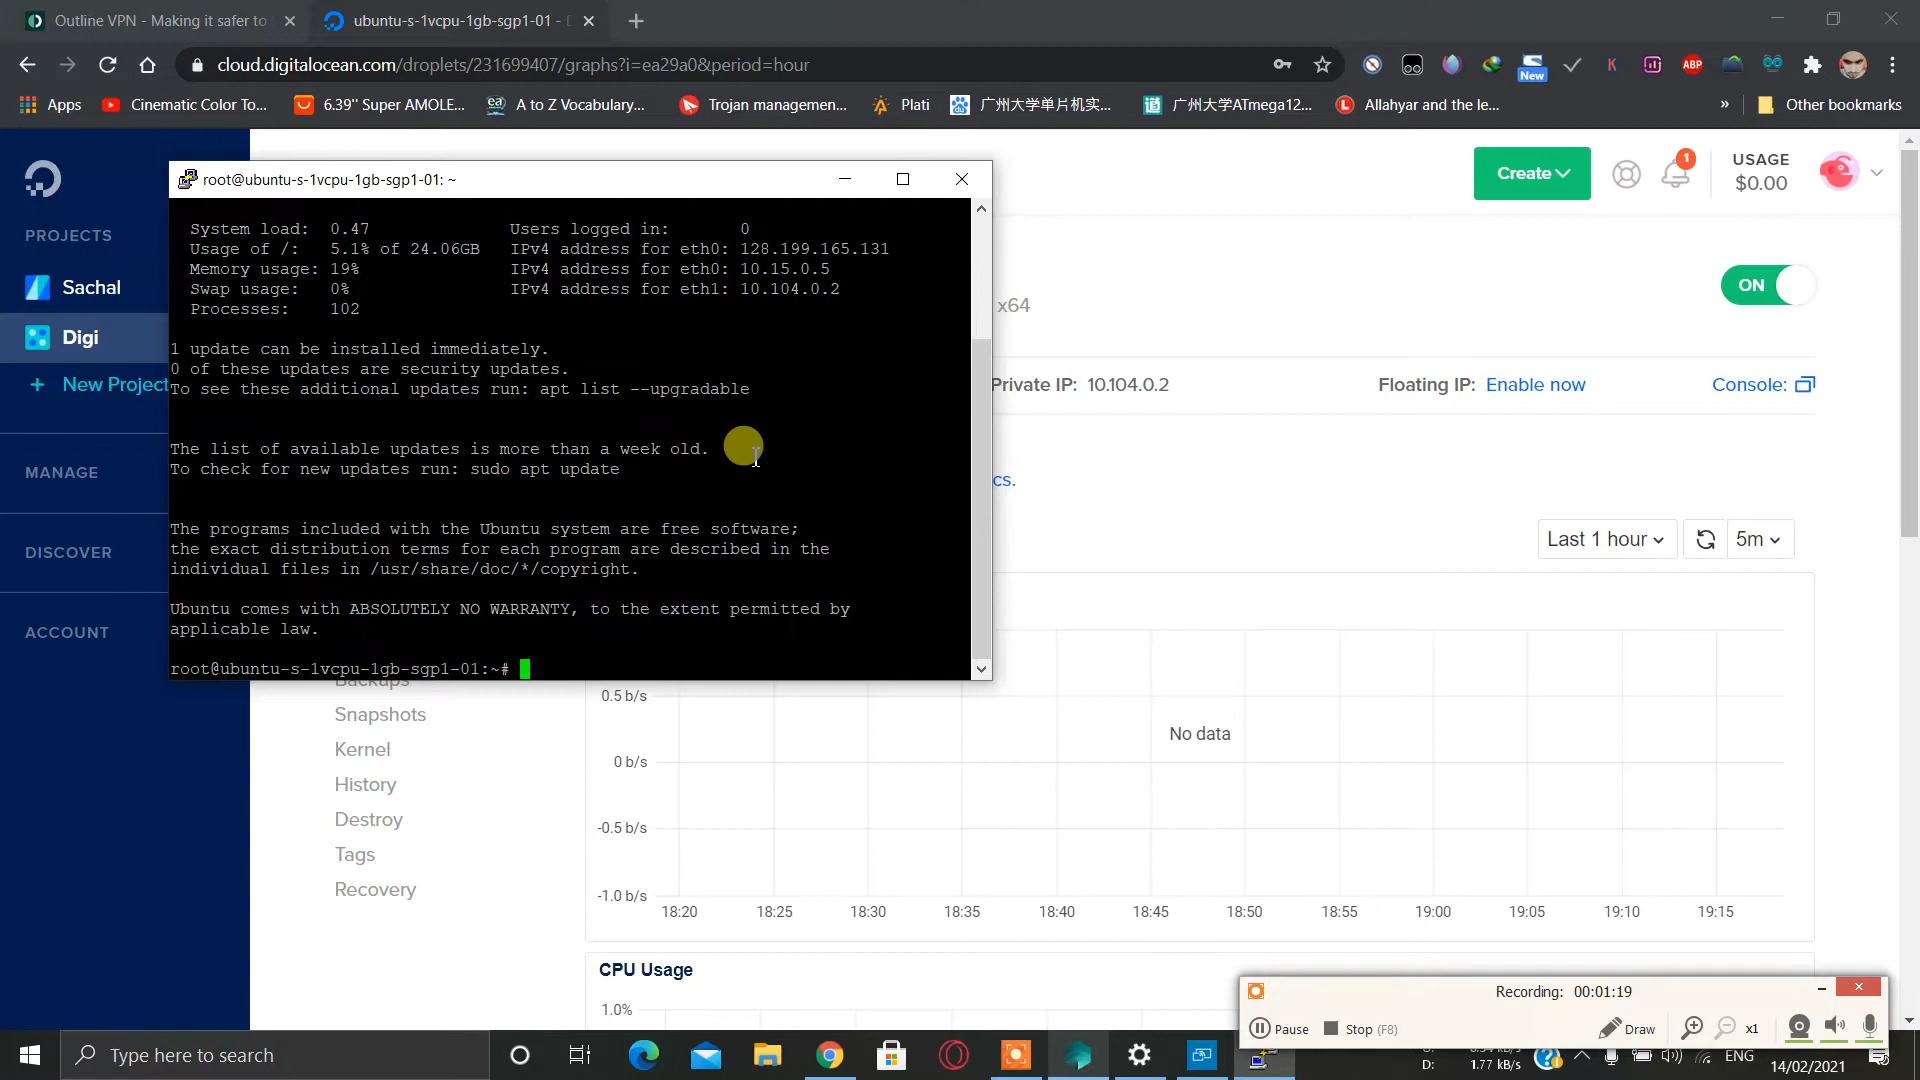 Outline VPN - Making it safer to
ubuntu-s-1vcpu-1gb-sgp1-01 - D
cloud.digitalocean.com/droplets/231699407/graphs?i=ea29a0&period=hour
New
K
ABP
Apps
Cinematic Color To...
6.39'' Super AMOLE...
ea
A to Z Vocabulary...
Trojan managemen...
Plati
广州大学单片机实...
道
广州大学ATmega12...
L
Allahyar and the le...
»
Other bookmarks
Create
1
USAGE
$0.00
PROJECTS
Sachal
Digi
+ New Project
MANAGE
DISCOVER
ACCOUNT
root@ubuntu-s-1vcpu-1gb-sgp1-01: ~
System load: 0.47 Users logged in: 0
Usage of /: 5.1% of 24.06GB IPv4 address for eth0: 128.199.165.131
Memory usage: 19% IPv4 address for eth0: 10.15.0.5
Swap usage: 0% IPv4 address for eth1: 10.104.0.2
Processes: 102
1 update can be installed immediately.
0 of these updates are security updates.
To see these additional updates run: apt list --upgradable
The list of available updates is more than a week old.
To check for new updates run: sudo apt update
The programs included with the Ubuntu system are free software;
the exact distribution terms for each program are described in the
individual files in /usr/share/doc/*/copyright.
Ubuntu comes with ABSOLUTELY NO WARRANTY, to the extent permitted by
applicable law.
root@ubuntu-s-1vcpu-1gb-sgp1-01:~#
x64
ON
Private IP: 10.104.0.2
Floating IP: Enable now
Console:
cs.
Last 1 hour
5m
Backups
Snapshots
Kernel
History
Destroy
Tags
Recovery
0.5 b/s
0 b/s
-0.5 b/s
-1.0 b/s
No data
18:20 18:25 18:30 18:35 18:40 18:45 18:50 18:55 19:00 19:05 19:10 19:15
CPU Usage
1.0%
Recording: 00:01:19
Pause
Stop (F8)
Draw
x1
Type here to search
D: 1.77 kB/s
ENG
14/02/2021